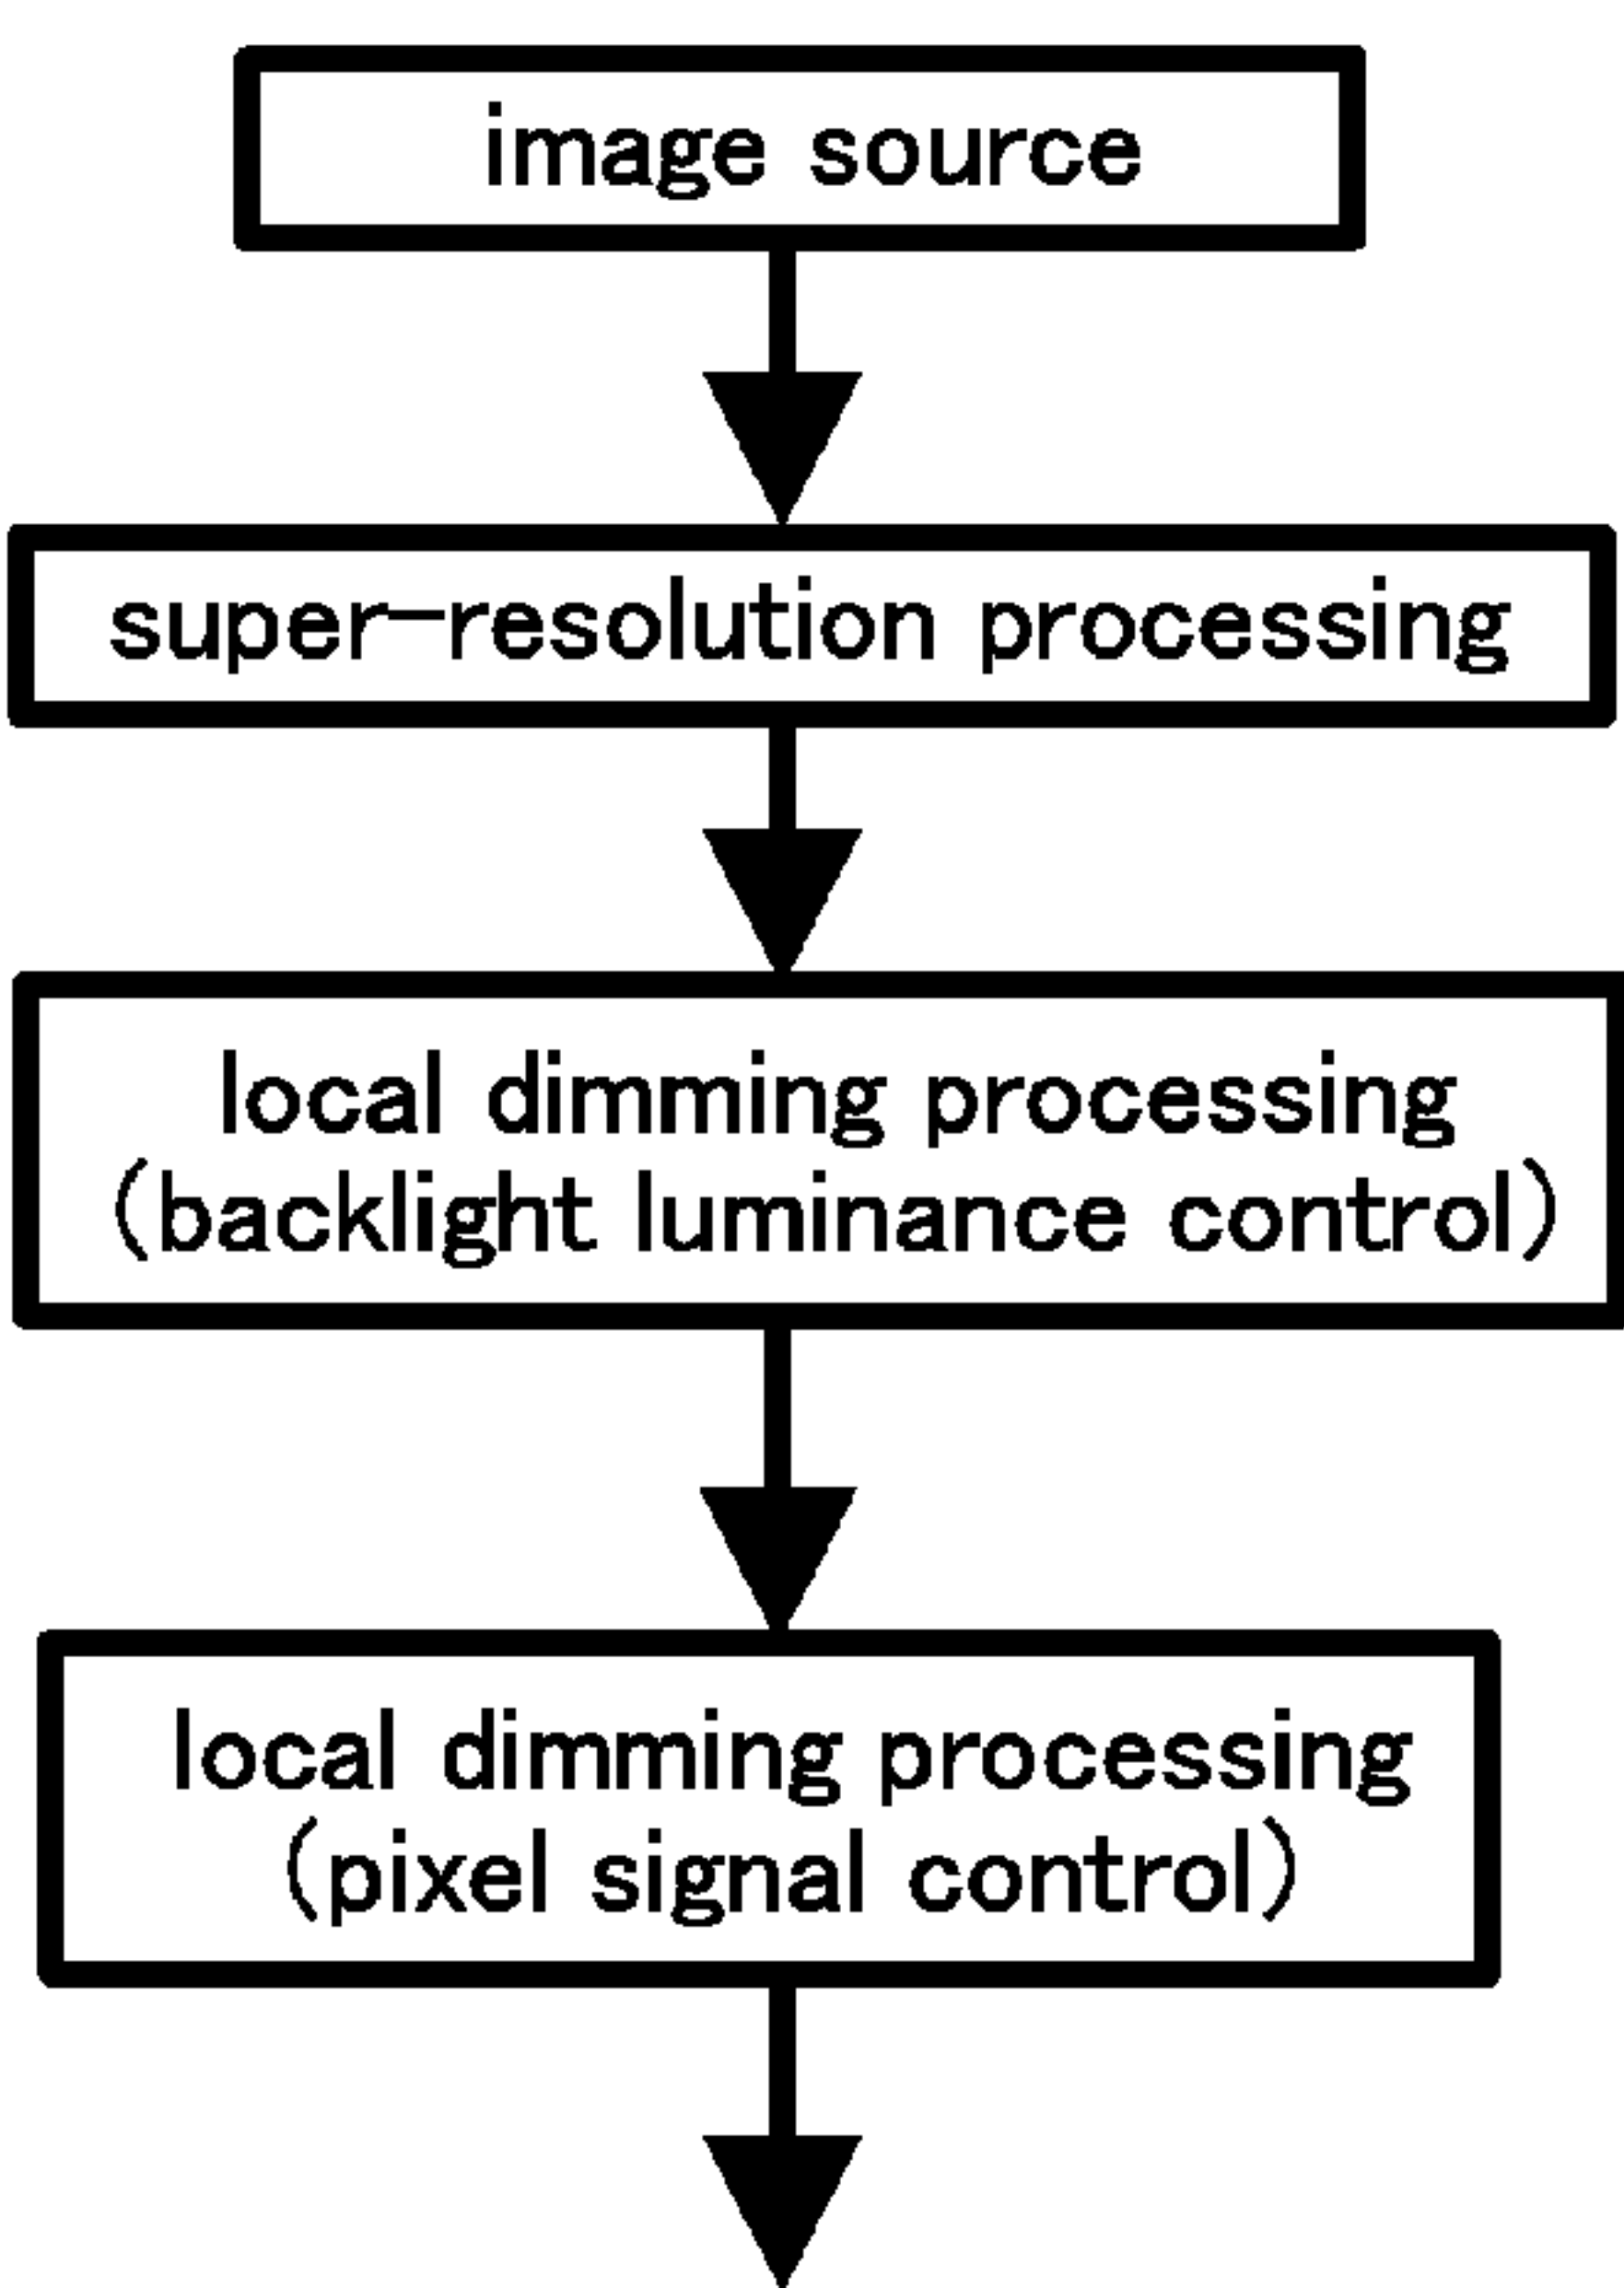 image source
super-resolution processing
local dimming processing
(backlight luminance control)
local dimming processing
(pixel signal control)